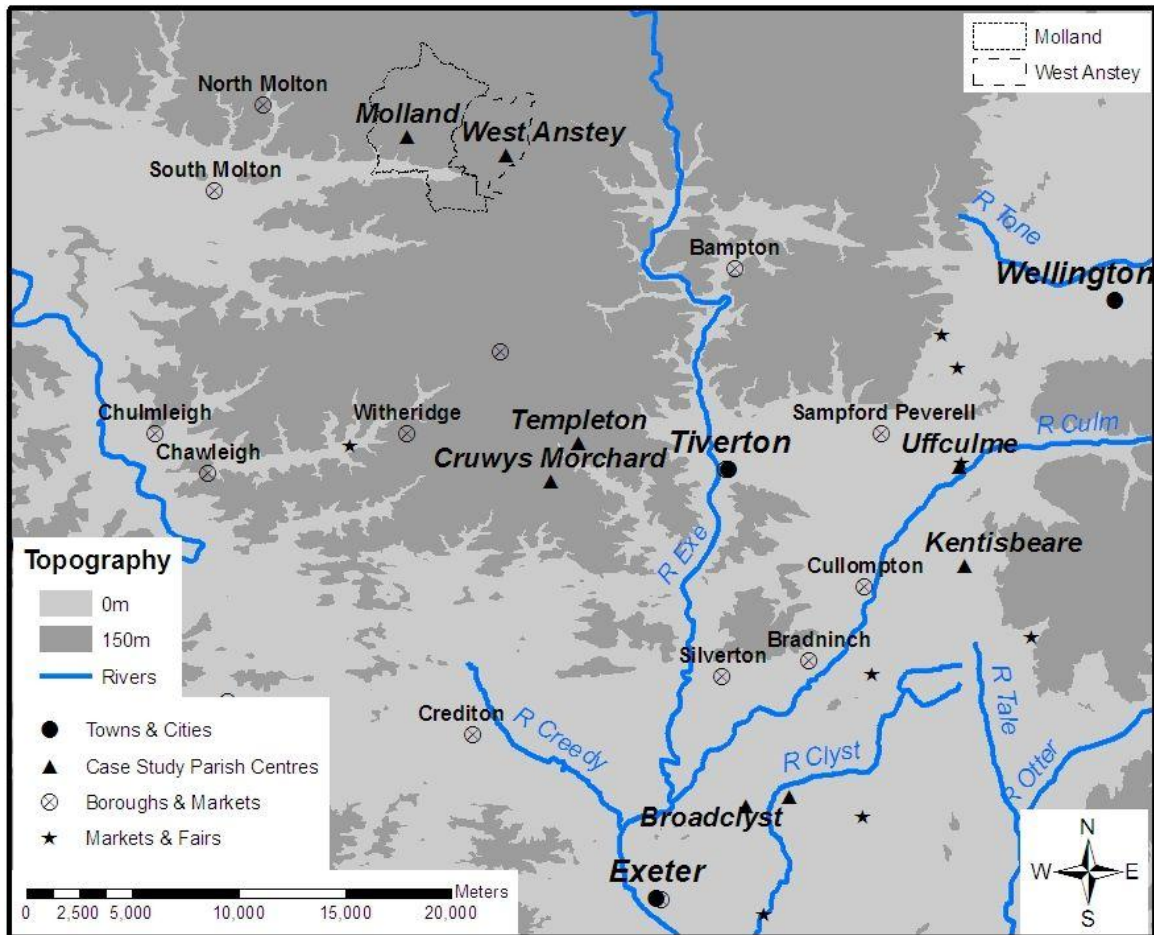 Molland
West Anstey
North Molton
Molland
West Anstey
South Molton
R Tone
Bampton
Wellington
Chulmleigh
Witheridge
Templeton
Sampford Peverell
R Culm
Chawleigh
Cruwys Morchard
Tiverton
Uffculme
R Exe
Kentisbeare
Cullompton
Bradninch
Silverton
R Tale
Crediton
R Creedy
R Clyst
R Otter
Broadclyst
Exeter
Topography
0m
150m
Rivers
Towns & Cities
Case Study Parish Centres
Boroughs & Markets
Markets & Fairs
Meters
0 2,500 5,000 10,000 15,000 20,000
N
W E
S